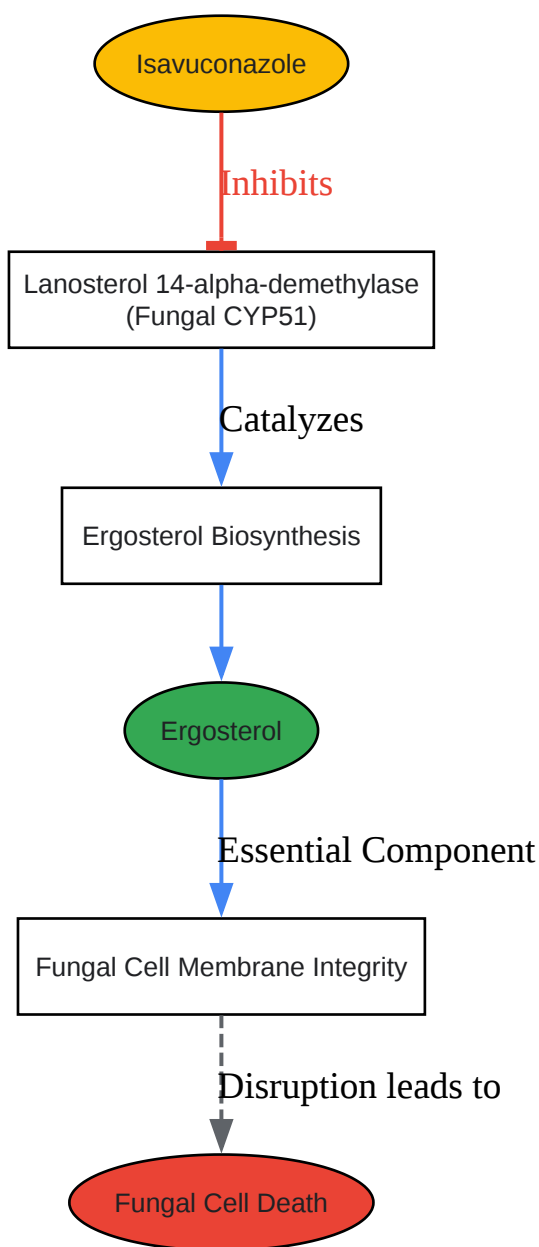 Isavuconazole
Inhibits
Lanosterol 14-alpha-demethylase
(Fungal CYP51)
Catalyzes
Ergosterol Biosynthesis
Ergosterol
Essential Component
Fungal Cell Membrane Integrity
Disruption leads to
Fungal Cell Death